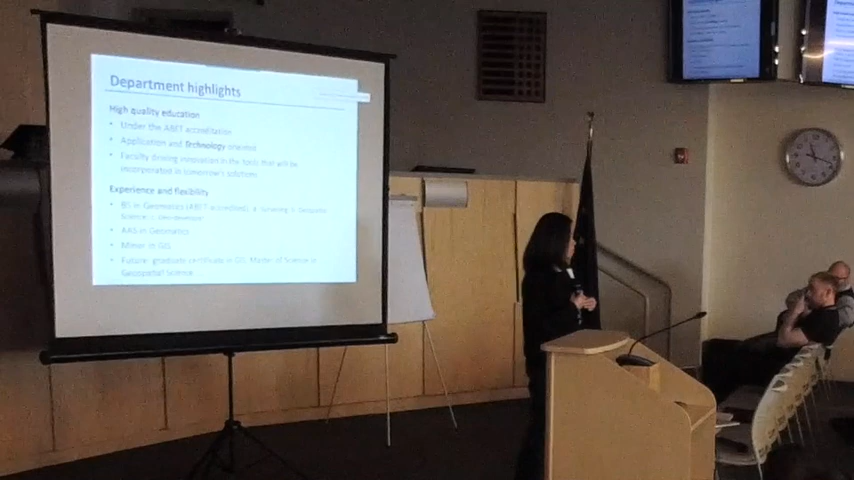 Department highlights
High quality education
Under the ABET accreditation
Application and Technology oriented
Faculty driving innovation in the tools that will be
incorporated in tomorrow's solutions
Experience and flexibility
BS in Geomatics (ABET accredited)
AAS in Geomatics
Minor in GIS
Future: graduate certificate in GIS, Master of Science in
Geospatial Science